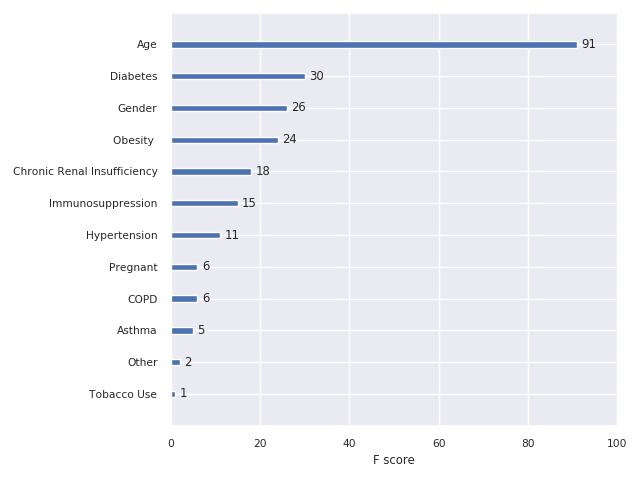 Age 91
Diabetes 30
Gender 26
Obesity 24
Chronic Renal Insufficiency 18
Immunosuppression 15
Hypertension 11
Pregnant 6
COPD 6
Asthma 5
Other 2
Tobacco Use 1
0 20 40 60 80 100
F score